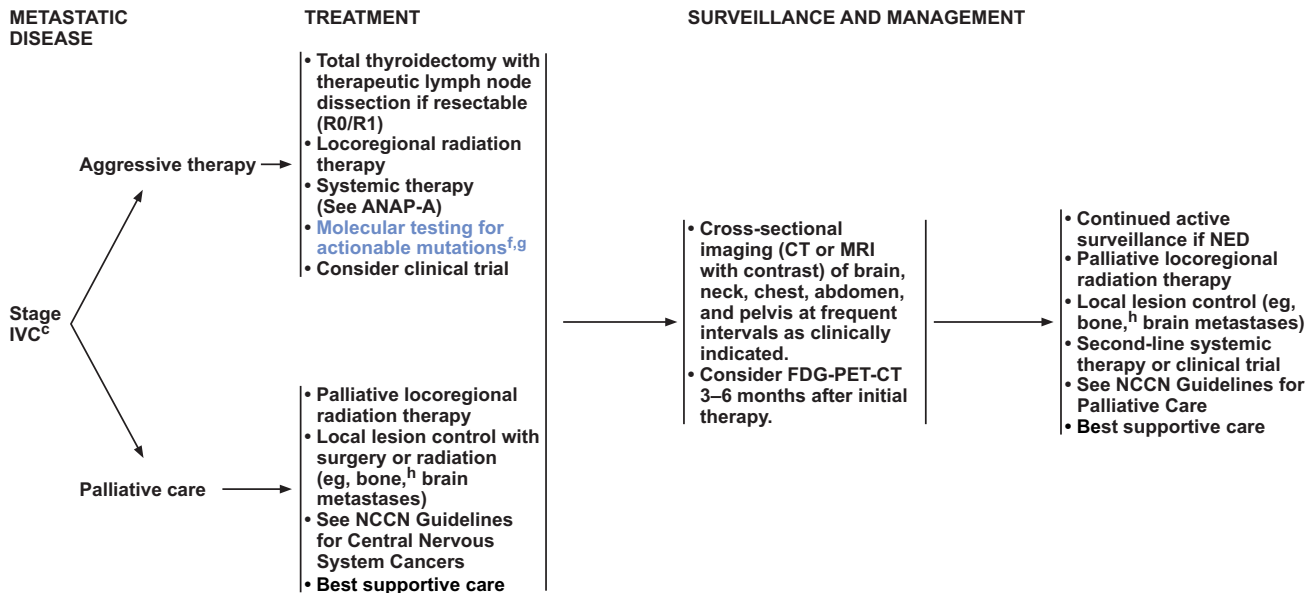 METASTATIC
DISEASE
TREATMENT
SURVEILLANCE AND MANAGEMENT
Stage
IVCc
Aggressive therapy
• Total thyroidectomy with
therapeutic lymph node
dissection if resectable
(R0/R1)
• Locoregional radiation
therapy
• Systemic therapy
(See ANAP-A)
• Molecular testing for
actionable mutationsf,g
• Consider clinical trial
Palliative care
• Palliative locoregional
radiation therapy
• Local lesion control with
surgery or radiation
(eg, bone,h brain
metastases)
• See NCCN Guidelines
for Central Nervous
System Cancers
• Best supportive care
• Cross-sectional
imaging (CT or MRI
with contrast) of brain,
neck, chest, abdomen,
and pelvis at frequent
intervals as clinically
indicated.
• Consider FDG-PET-CT
3–6 months after initial
therapy.
• Continued active
surveillance if NED
• Palliative locoregional
radiation therapy
• Local lesion control (eg,
bone,h brain metastases)
• Second-line systemic
therapy or clinical trial
• See NCCN Guidelines for
Palliative Care
• Best supportive care